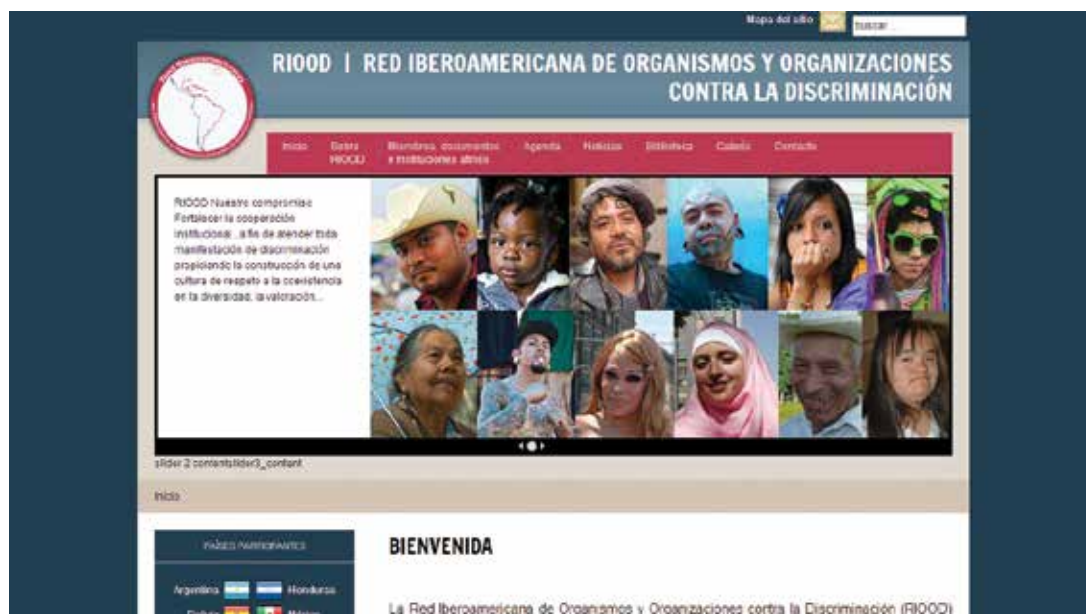 Mapa del sitio
buscar...
RIOOD | RED IBEROAMERICANA DE ORGANISMOS Y ORGANIZACIONES
CONTRA LA DISCRIMINACIÓN
Inicio Sobre Miembros, documentos Agenda Noticias Biblioteca Galería Contacto
RIOOD e instituciones afines
RIOOD Nuestro compromiso
Fortalecer la cooperación
institucional, a fin de atender toda
manifestación de discriminación
propiciando la construcción de una
cultura de respeto a la coexistencia
en la diversidad, la valoración...
slider 2 contentslider3_content
Inicio
PAÍSES PARTICIPANTES
BIENVENIDA
Argentina Honduras
México
La Red Iberoamericana de Organismos y Organizaciones contra la Discriminación (RIOOD)